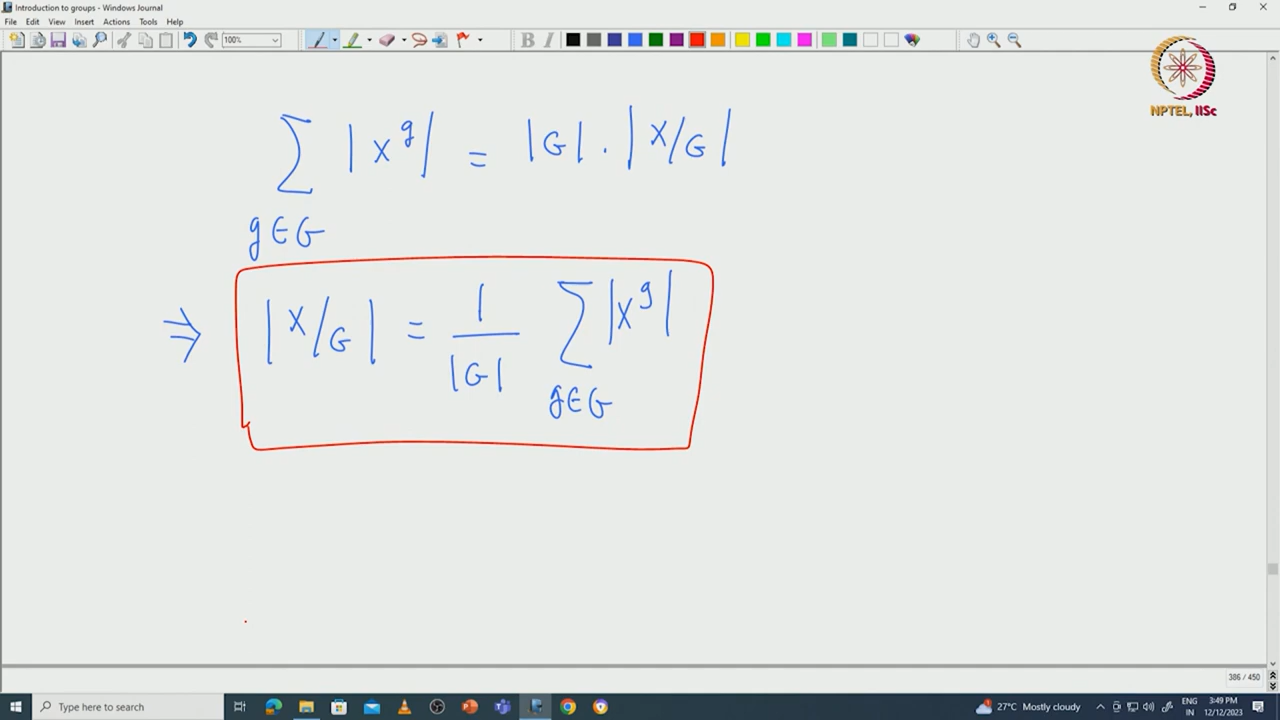 Introduction to groups - Windows Journal
File Edit View Insert Actions Tools Help
100%
B I
NPTEL, IISc
∑ |X^g| = |G| · |X/G|
g∈G
⇒ |X/G| = 1/|G| ∑ |X^g|
g∈G
386 / 450
Type here to search
27°C Mostly cloudy
ENG
IN
3:49 PM
12/12/2023